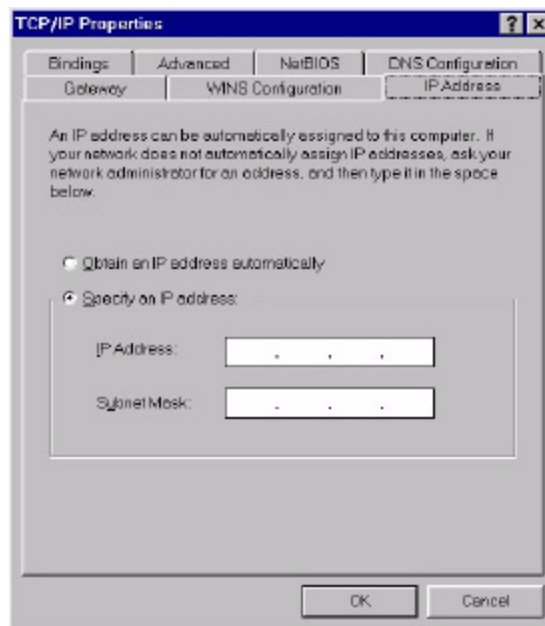 TCP/IP Properties
? ×
Bindings Advanced NetBIOS DNS Configuration
Gateway WINS Configuration IP Address
An IP address can be automatically assigned to this computer. If
your network does not automatically assign IP addresses, ask your
network administrator for an address, and then type it in the space
below.
Obtain an IP address automatically
Specify an IP address:
IP Address: . . .
Subnet Mask: . . .
OK Cancel